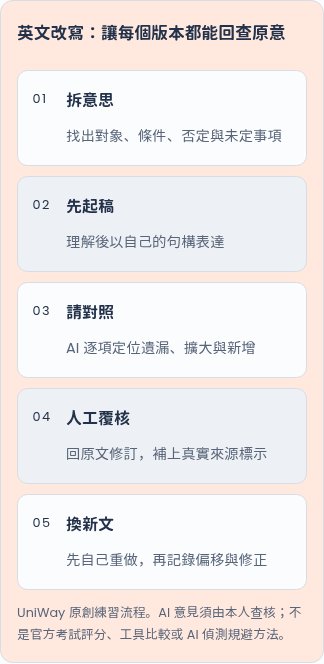 英文改寫：讓每個版本都能回查原意
01 拆意思
找出對象、條件、否定與未定事項
02 先起稿
理解後以自己的句構表達
03 請對照
AI 逐項定位遺漏、擴大與新增
04 人工覆核
回原文修訂，補上真實來源標示
05 換新文
先自己重做，再記錄偏移與修正
UniWay 原創練習流程。AI 意見須由本人查核；不
是官方考試評分、工具比較或 AI 偵測規避方法。